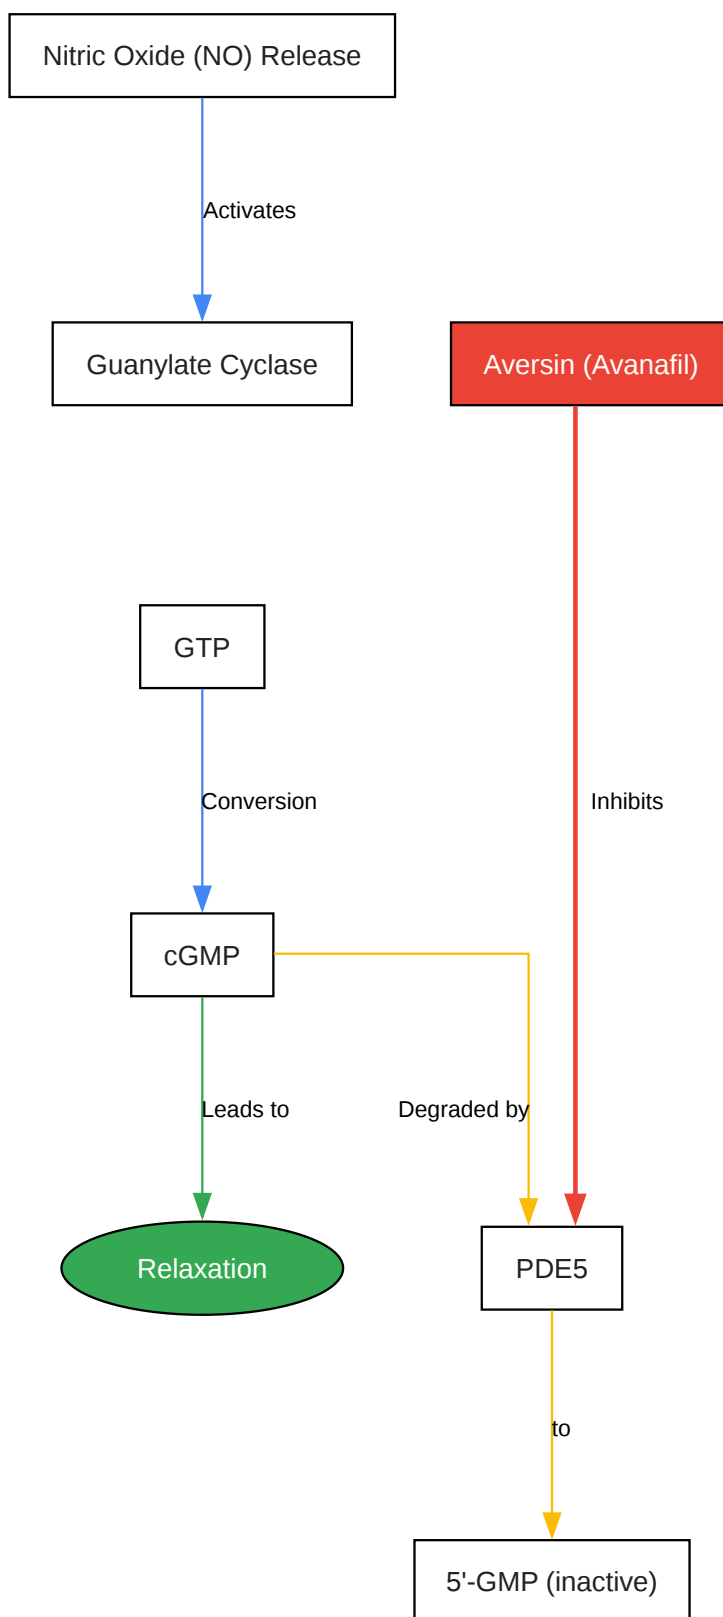 Nitric Oxide (NO) Release
Activates
Guanylate Cyclase
Aversin (Avanafil)
GTP
Conversion
Inhibits
cGMP
Leads to
Degraded by
Relaxation
PDE5
to
5'-GMP (inactive)